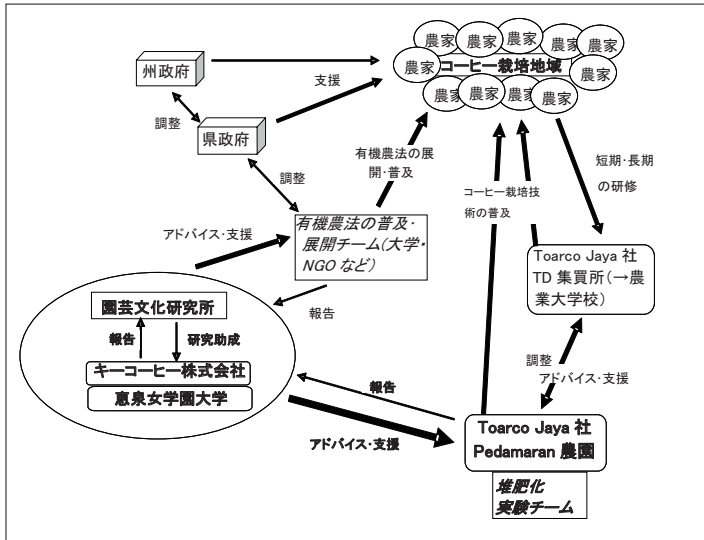 農家
農家
農家
農家
農家
農家
コーヒー栽培地域
農家
農家
農家
農家
農家
農家
州政府
支援
調整
県政府
有機農法の展
開・普及
短期・長期
の研修
調整
コーヒー栽培技
術の普及
アドバイス・支援
有機農法の普及・
展開チーム(大学・
NGO など)
Toarco Jaya 社
TD 集買所(→農
業大学校)
報告
園芸文化研究所
報告
研究助成
キーコーヒー株式会社
恵泉女学園大学
調整
アドバイス・支援
報告
アドバイス・支援
Toarco Jaya 社
Pedamaran 農園
堆肥化
実験チーム